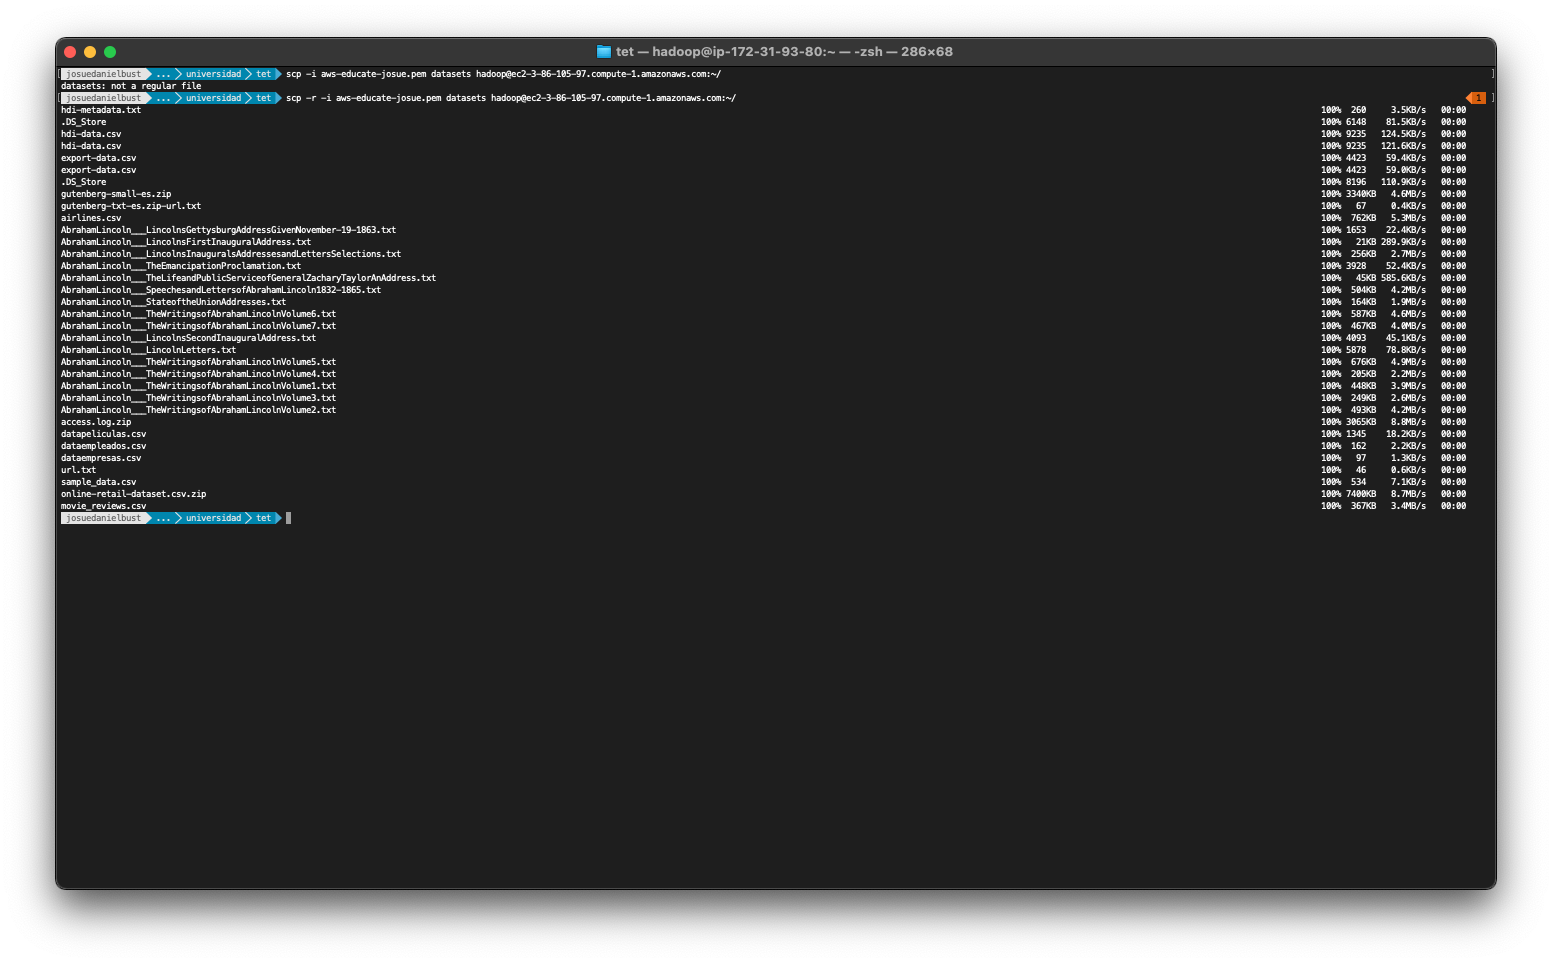 tet — hadoop@ip-172-31-93-80:~ — -zsh — 286×68
[ josuedanielbust ... universidad tet scp -i aws-educate-josue.pem datasets hadoop@ec2-3-86-105-97.compute-1.amazonaws.com:~/ ]
datasets: not a regular file
[ josuedanielbust ... universidad tet scp -r -i aws-educate-josue.pem datasets hadoop@ec2-3-86-105-97.compute-1.amazonaws.com:~/ 1 ]
hdi-metadata.txt 100% 260 3.5KB/s 00:00
.DS_Store 100% 6148 81.5KB/s 00:00
hdi-data.csv 100% 9235 124.5KB/s 00:00
hdi-data.csv 100% 9235 121.6KB/s 00:00
export-data.csv 100% 4423 59.4KB/s 00:00
export-data.csv 100% 4423 59.0KB/s 00:00
.DS_Store 100% 8196 110.9KB/s 00:00
gutenberg-small-es.zip 100% 3340KB 4.6MB/s 00:00
gutenberg-txt-es.zip-url.txt 100% 67 0.4KB/s 00:00
airlines.csv 100% 762KB 5.3MB/s 00:00
AbrahamLincoln___LincolnsGettysburgAddressGivenNovember-19-1863.txt 100% 1653 22.4KB/s 00:00
AbrahamLincoln___LincolnsFirstInauguralAddress.txt 100% 21KB 289.9KB/s 00:00
AbrahamLincoln___LincolnsInauguralsAddressesandLettersSelections.txt 100% 256KB 2.7MB/s 00:00
AbrahamLincoln___TheEmancipationProclamation.txt 100% 3928 52.4KB/s 00:00
AbrahamLincoln___TheLifeandPublicServiceofGeneralZacharyTaylorAnAddress.txt 100% 45KB 585.6KB/s 00:00
AbrahamLincoln___SpeechesandLettersofAbrahamLincoln1832-1865.txt 100% 504KB 4.2MB/s 00:00
AbrahamLincoln___StateoftheUnionAddresses.txt 100% 164KB 1.9MB/s 00:00
AbrahamLincoln___TheWritingsofAbrahamLincolnVolume6.txt 100% 587KB 4.6MB/s 00:00
AbrahamLincoln___TheWritingsofAbrahamLincolnVolume7.txt 100% 467KB 4.0MB/s 00:00
AbrahamLincoln___LincolnsSecondInauguralAddress.txt 100% 4093 45.1KB/s 00:00
AbrahamLincoln___LincolnLetters.txt 100% 5878 78.8KB/s 00:00
AbrahamLincoln___TheWritingsofAbrahamLincolnVolume5.txt 100% 676KB 4.9MB/s 00:00
AbrahamLincoln___TheWritingsofAbrahamLincolnVolume4.txt 100% 205KB 2.2MB/s 00:00
AbrahamLincoln___TheWritingsofAbrahamLincolnVolume1.txt 100% 448KB 3.9MB/s 00:00
AbrahamLincoln___TheWritingsofAbrahamLincolnVolume3.txt 100% 249KB 2.6MB/s 00:00
AbrahamLincoln___TheWritingsofAbrahamLincolnVolume2.txt 100% 493KB 4.2MB/s 00:00
access.log.zip 100% 3065KB 8.8MB/s 00:00
datapeliculas.csv 100% 1345 18.2KB/s 00:00
dataempleados.csv 100% 162 2.2KB/s 00:00
dataempresas.csv 100% 97 1.3KB/s 00:00
url.txt 100% 46 0.6KB/s 00:00
sample_data.csv 100% 534 7.1KB/s 00:00
online-retail-dataset.csv.zip 100% 7400KB 8.7MB/s 00:00
movie_reviews.csv 100% 367KB 3.4MB/s 00:00
josuedanielbust ... universidad tet